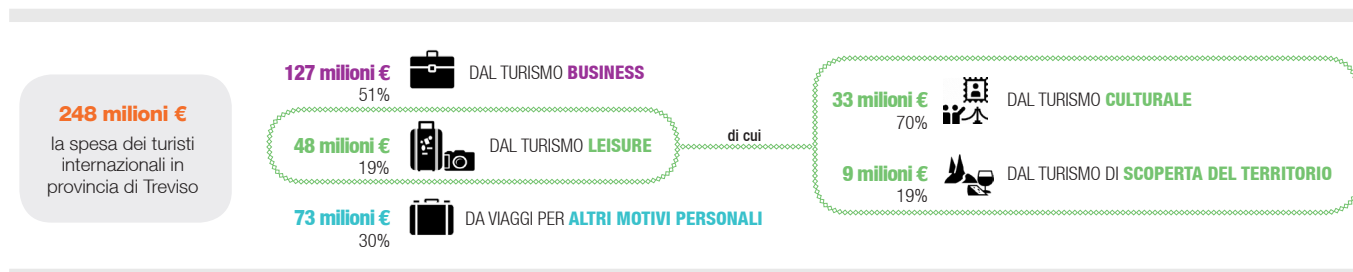 248 milioni €
la spesa dei turisti
internazionali in
provincia di Treviso
127 milioni €
51%
DAL TURISMO BUSINESS
48 milioni €
19%
DAL TURISMO LEISURE
73 milioni €
30%
DA VIAGGI PER ALTRI MOTIVI PERSONALI
di cui
33 milioni €
70%
DAL TURISMO CULTURALE
9 milioni €
19%
DAL TURISMO DI SCOPERTA DEL TERRITORIO